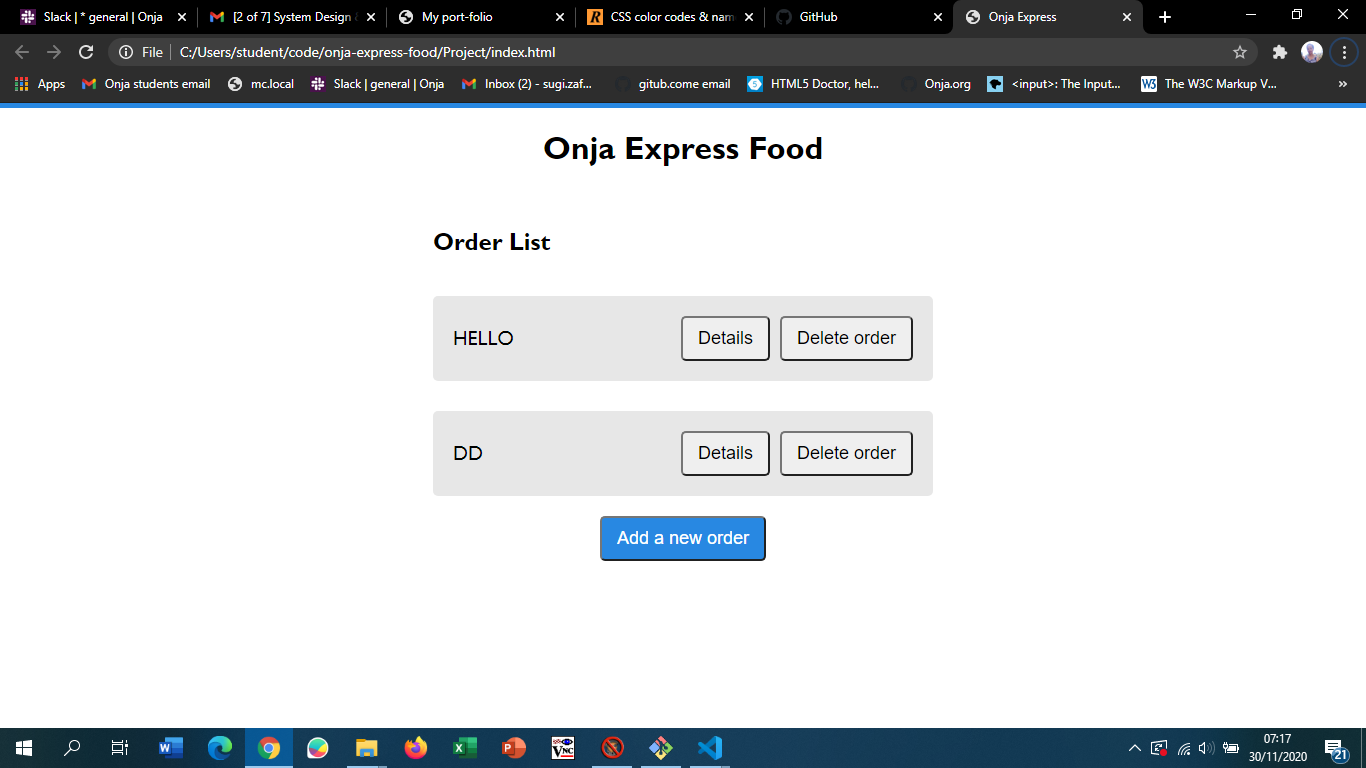 Slack | * general | Onja
[2 of 7] System Design
My port-folio
CSS color codes & nam
GitHub
Onja Express
File
C:/Users/student/code/onja-express-food/Project/index.html
Apps
Onja students email
mc.local
Slack | general | Onja
Inbox (2) - sugi.zaf...
gitub.come email
HTML5 Doctor, hel...
Onja.org
<input>: The Input...
The W3C Markup V...
Onja Express Food
Order List
HELLO
Details
Delete order
DD
Details
Delete order
Add a new order
07:17
30/11/2020
21